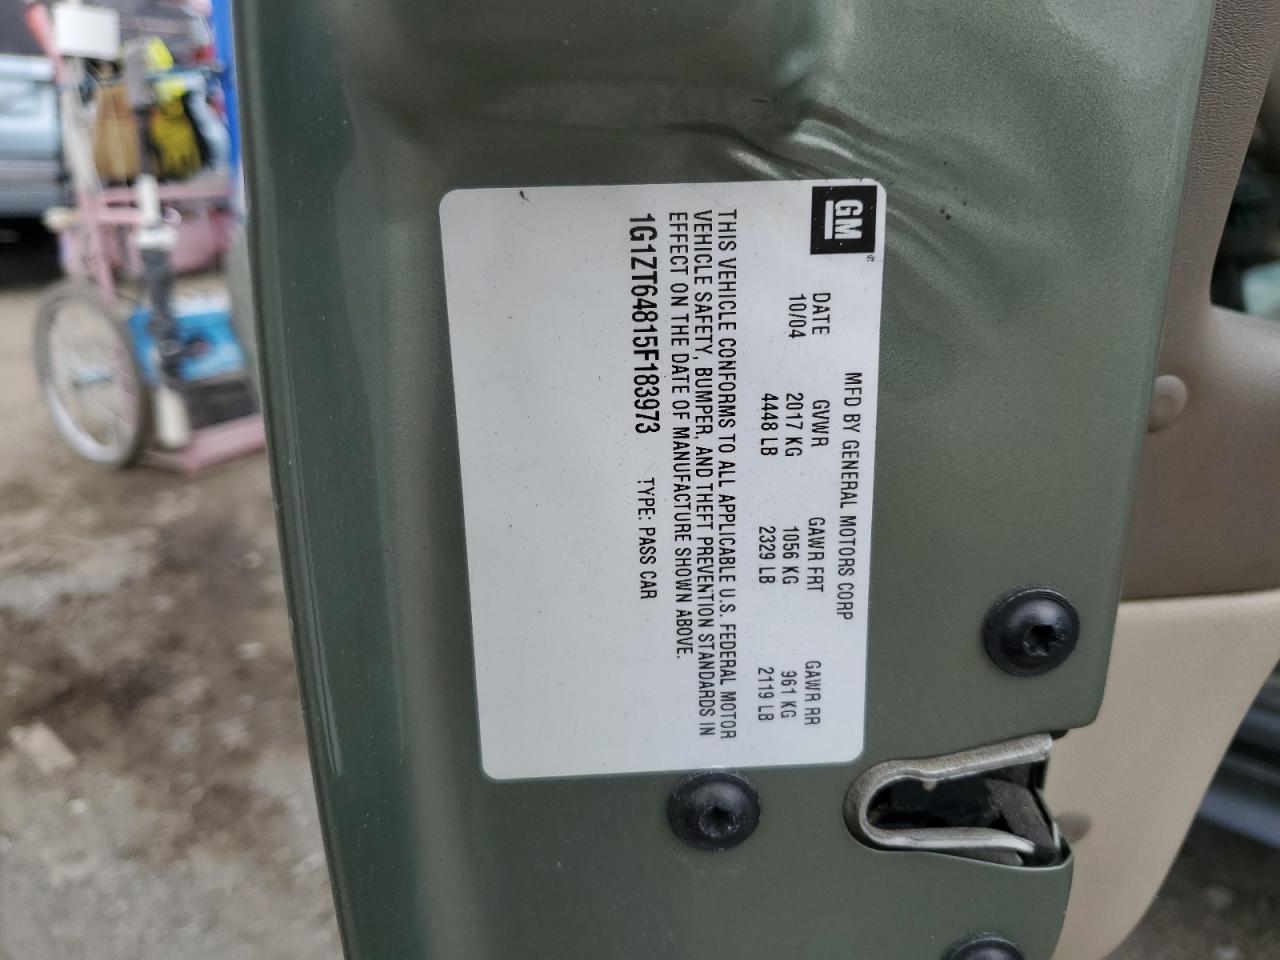 GM
MFD BY GENERAL MOTORS CORP
DATE GVWR GAWR FRT GAWR RR
10/04 2017 KG 1056 KG 961 KG
4448 LB 2329 LB 2119 LB
THIS VEHICLE CONFORMS TO ALL APPLICABLE U.S. FEDERAL MOTOR
VEHICLE SAFETY, BUMPER, AND THEFT PREVENTION STANDARDS IN
EFFECT ON THE DATE OF MANUFACTURE SHOWN ABOVE.
1G1ZT64815F183973 TYPE: PASS CAR